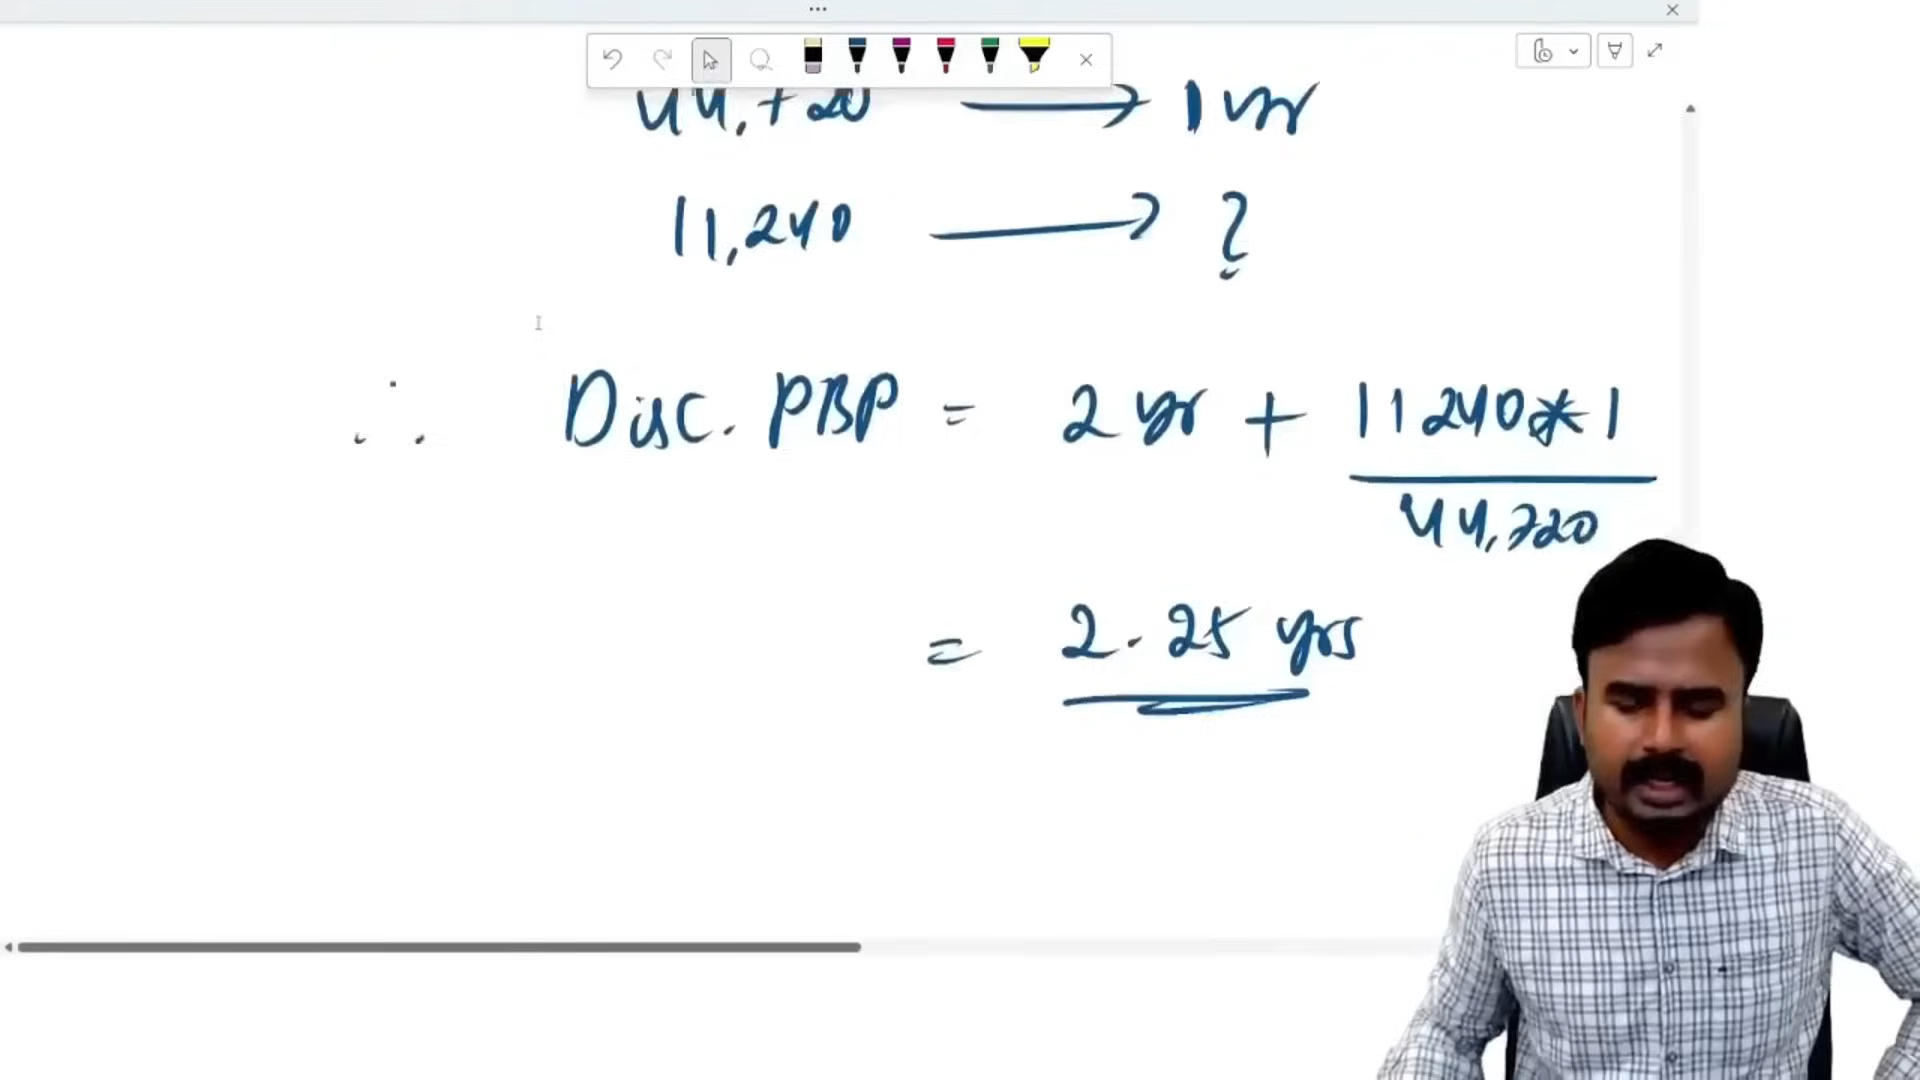 44,720 → 1 yr
11,240 → ?
∴ Disc. PBP = 2 yr + 11240*1
44,720
= 2.25 yrs